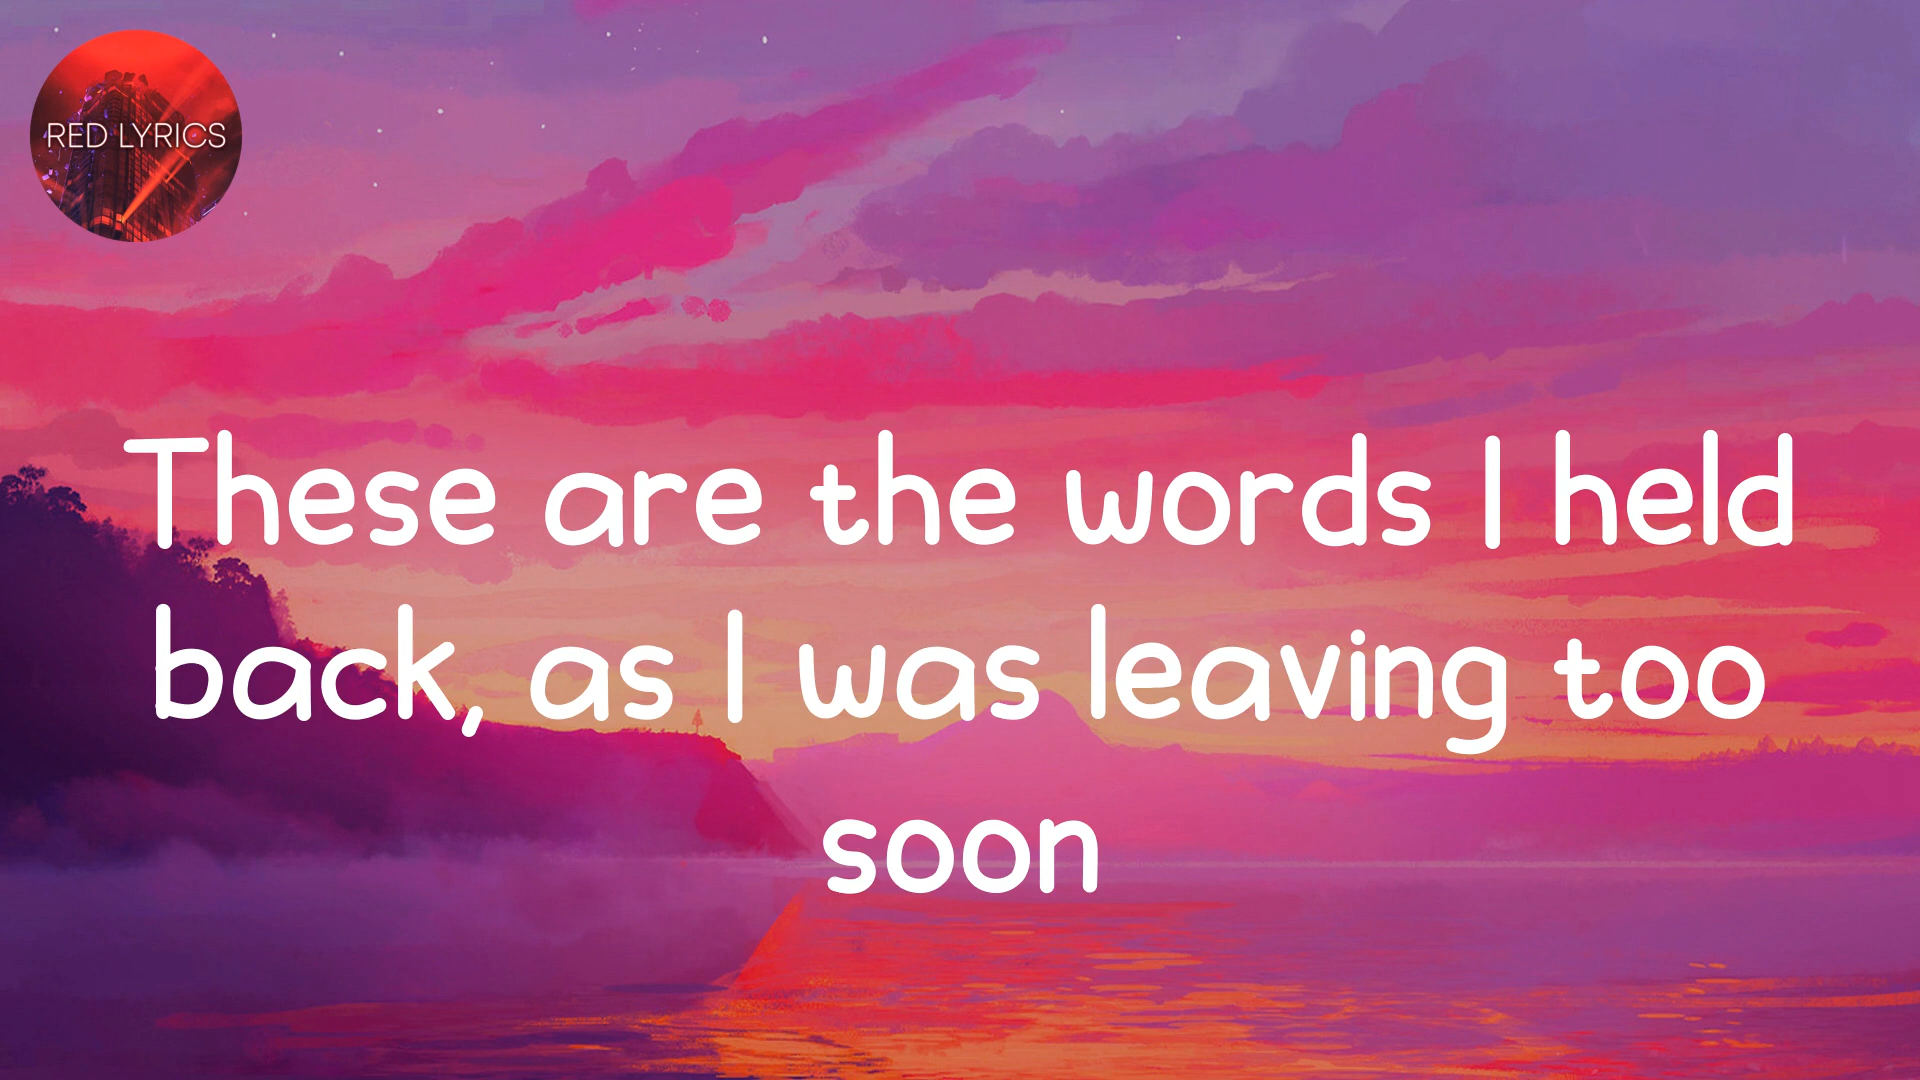 RED LYRICS
These are the words I held
back, as I was leaving too
soon